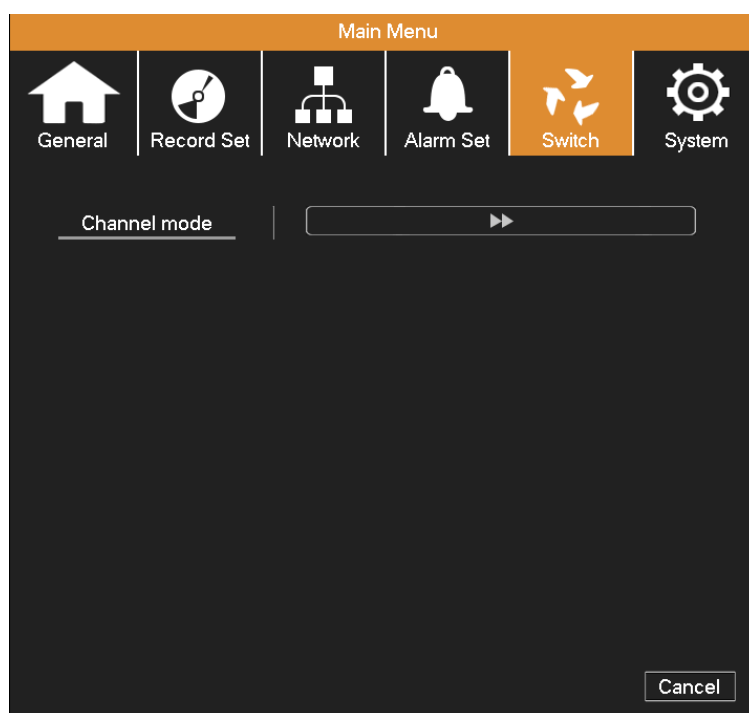 Main Menu
General
Record Set
Network
Alarm Set
Switch
System
Channel mode
Cancel